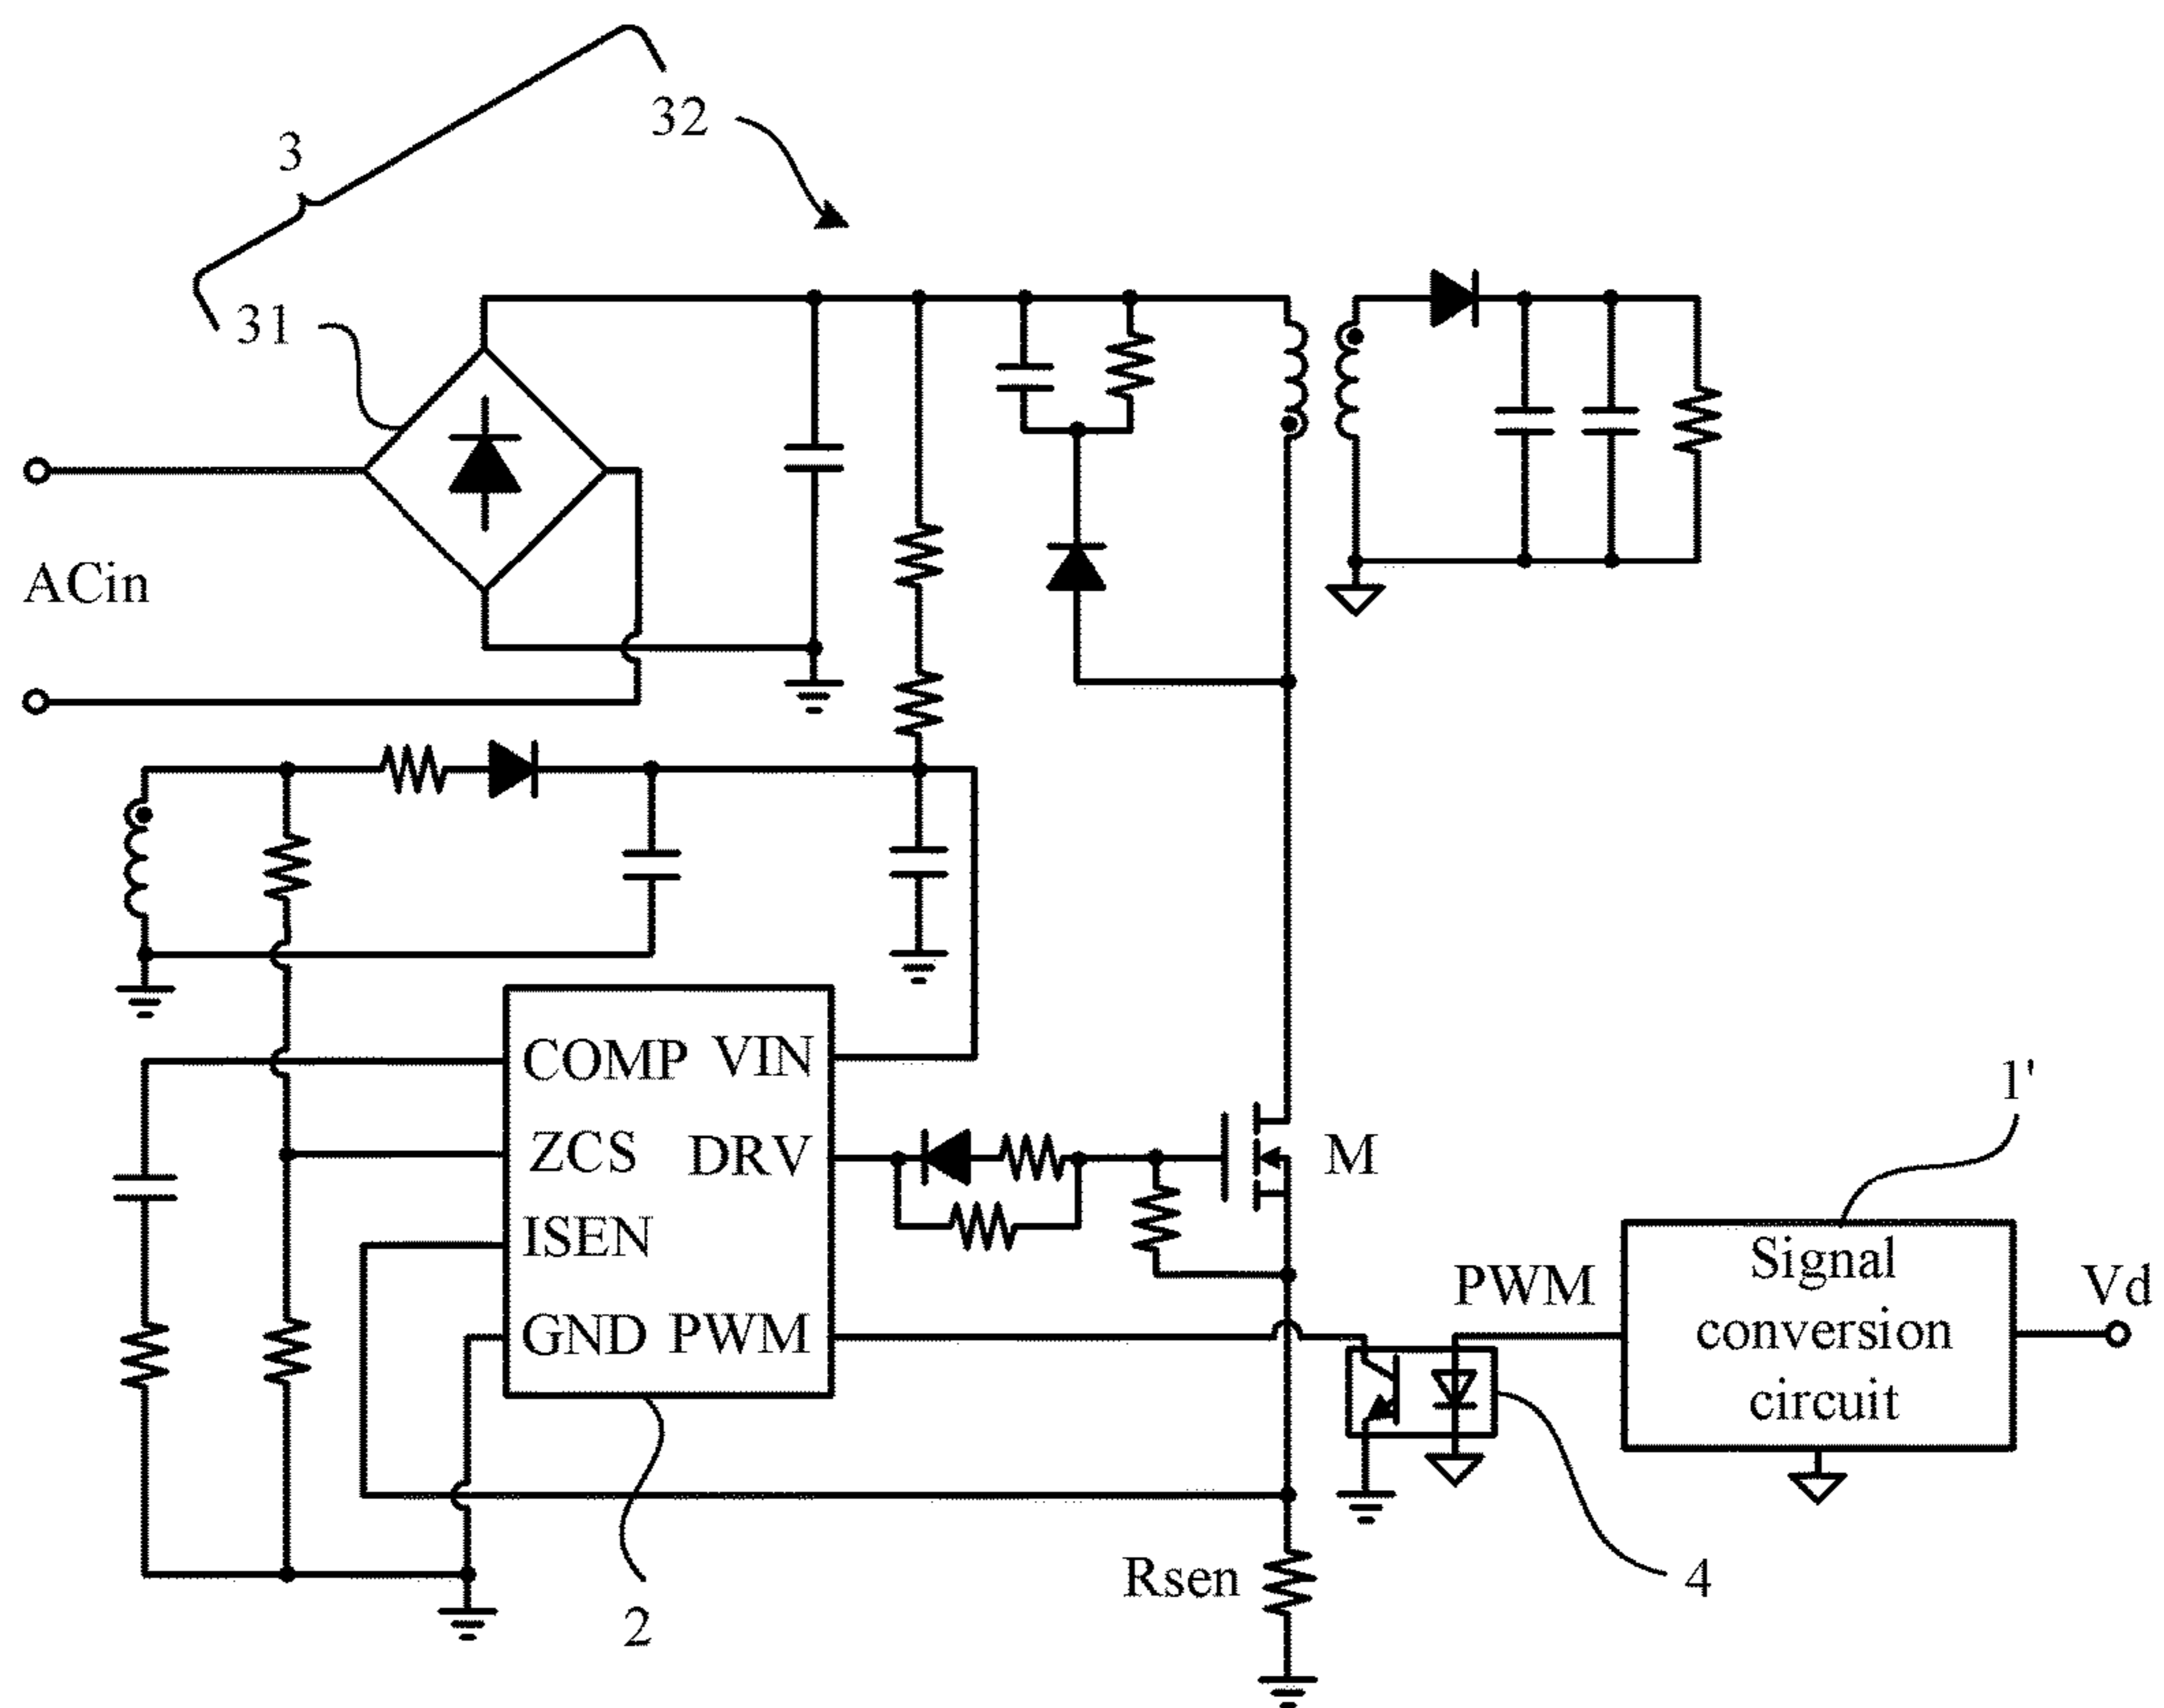 32
3
31
ACin
COMP VIN
ZCS DRV
ISEN
GND PWM
M
1'
PWM
Signal
conversion
circuit
Vd
Rsen
4
2